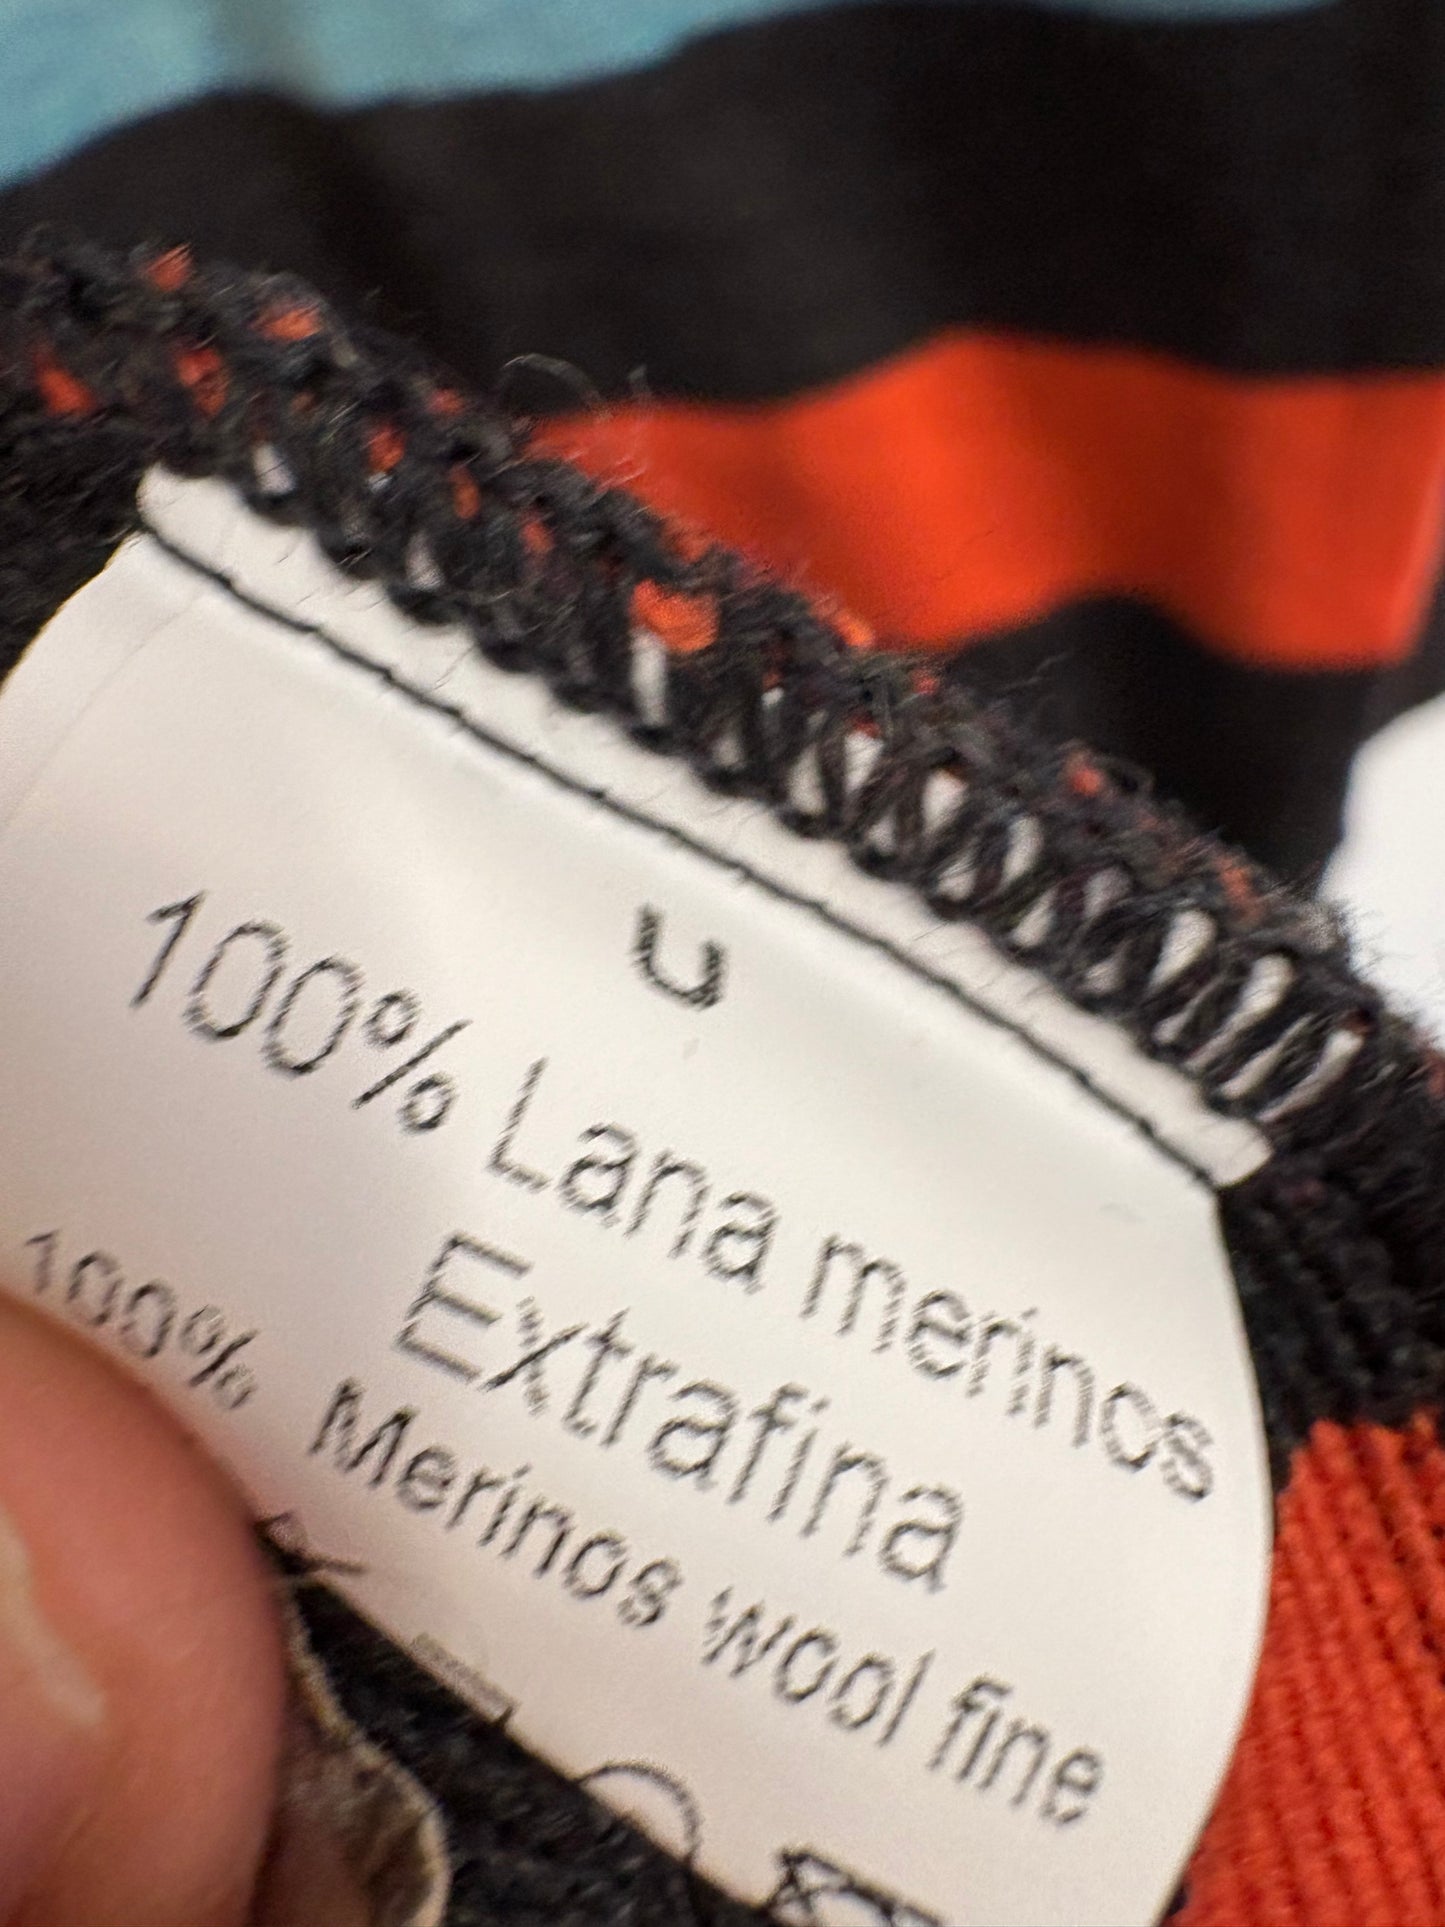 U
100% Lana merinos
Extrafina
100% Merinos wool fine